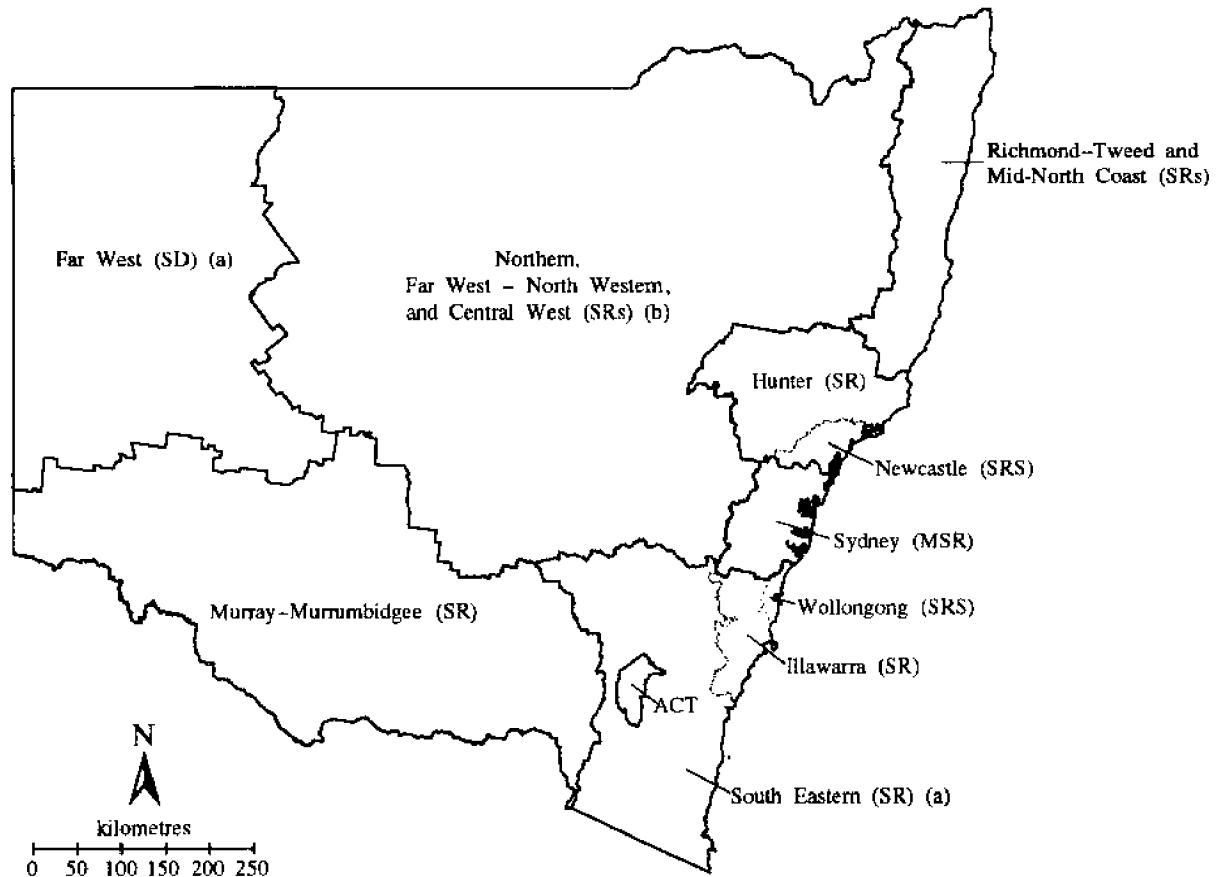 Richmond–Tweed and
Mid-North Coast (SRs)
Far West (SD) (a)
Northern,
Far West – North Western,
and Central West (SRs) (b)
Hunter (SR)
Newcastle (SRS)
Sydney (MSR)
Wollongong (SRS)
Murray–Murrumbidgee (SR)
Illawarra (SR)
ACT
N
South Eastern (SR) (a)
kilometres
0 50 100 150 200 250